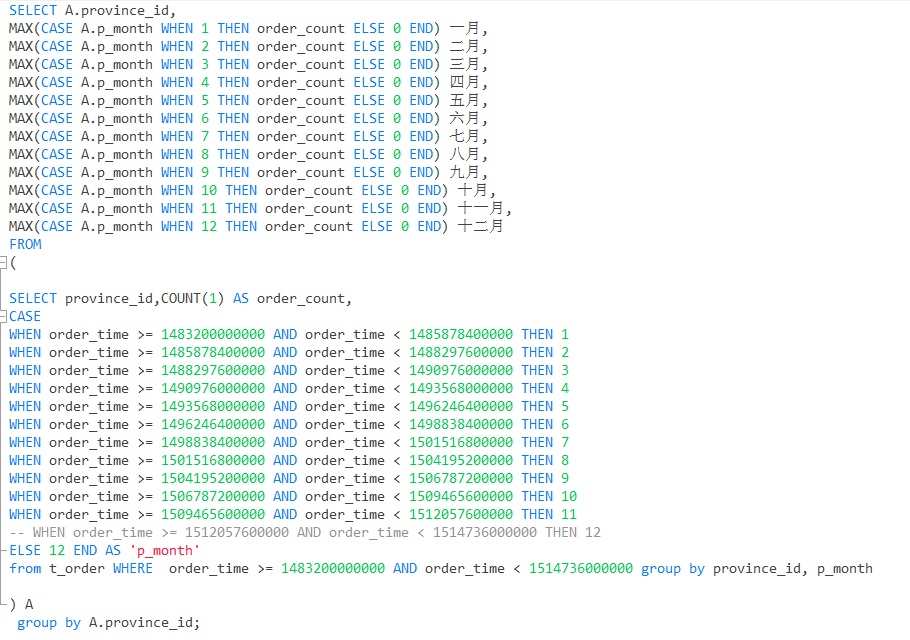 SELECT A.province_id,
MAX(CASE A.p_month WHEN 1 THEN order_count ELSE 0 END) 一月,
MAX(CASE A.p_month WHEN 2 THEN order_count ELSE 0 END) 二月,
MAX(CASE A.p_month WHEN 3 THEN order_count ELSE 0 END) 三月,
MAX(CASE A.p_month WHEN 4 THEN order_count ELSE 0 END) 四月,
MAX(CASE A.p_month WHEN 5 THEN order_count ELSE 0 END) 五月,
MAX(CASE A.p_month WHEN 6 THEN order_count ELSE 0 END) 六月,
MAX(CASE A.p_month WHEN 7 THEN order_count ELSE 0 END) 七月,
MAX(CASE A.p_month WHEN 8 THEN order_count ELSE 0 END) 八月,
MAX(CASE A.p_month WHEN 9 THEN order_count ELSE 0 END) 九月,
MAX(CASE A.p_month WHEN 10 THEN order_count ELSE 0 END) 十月,
MAX(CASE A.p_month WHEN 11 THEN order_count ELSE 0 END) 十一月,
MAX(CASE A.p_month WHEN 12 THEN order_count ELSE 0 END) 十二月
FROM
(
SELECT province_id,COUNT(1) AS order_count,
CASE
WHEN order_time >= 1483200000000 AND order_time < 1485878400000 THEN 1
WHEN order_time >= 1485878400000 AND order_time < 1488297600000 THEN 2
WHEN order_time >= 1488297600000 AND order_time < 1490976000000 THEN 3
WHEN order_time >= 1490976000000 AND order_time < 1493568000000 THEN 4
WHEN order_time >= 1493568000000 AND order_time < 1496246400000 THEN 5
WHEN order_time >= 1496246400000 AND order_time < 1498838400000 THEN 6
WHEN order_time >= 1498838400000 AND order_time < 1501516800000 THEN 7
WHEN order_time >= 1501516800000 AND order_time < 1504195200000 THEN 8
WHEN order_time >= 1504195200000 AND order_time < 1506787200000 THEN 9
WHEN order_time >= 1506787200000 AND order_time < 1509465600000 THEN 10
WHEN order_time >= 1509465600000 AND order_time < 1512057600000 THEN 11
-- WHEN order_time >= 1512057600000 AND order_time < 1514736000000 THEN 12
ELSE 12 END AS 'p_month'
from t_order WHERE  order_time >= 1483200000000 AND order_time < 1514736000000 group by province_id, p_month
) A
group by A.province_id;